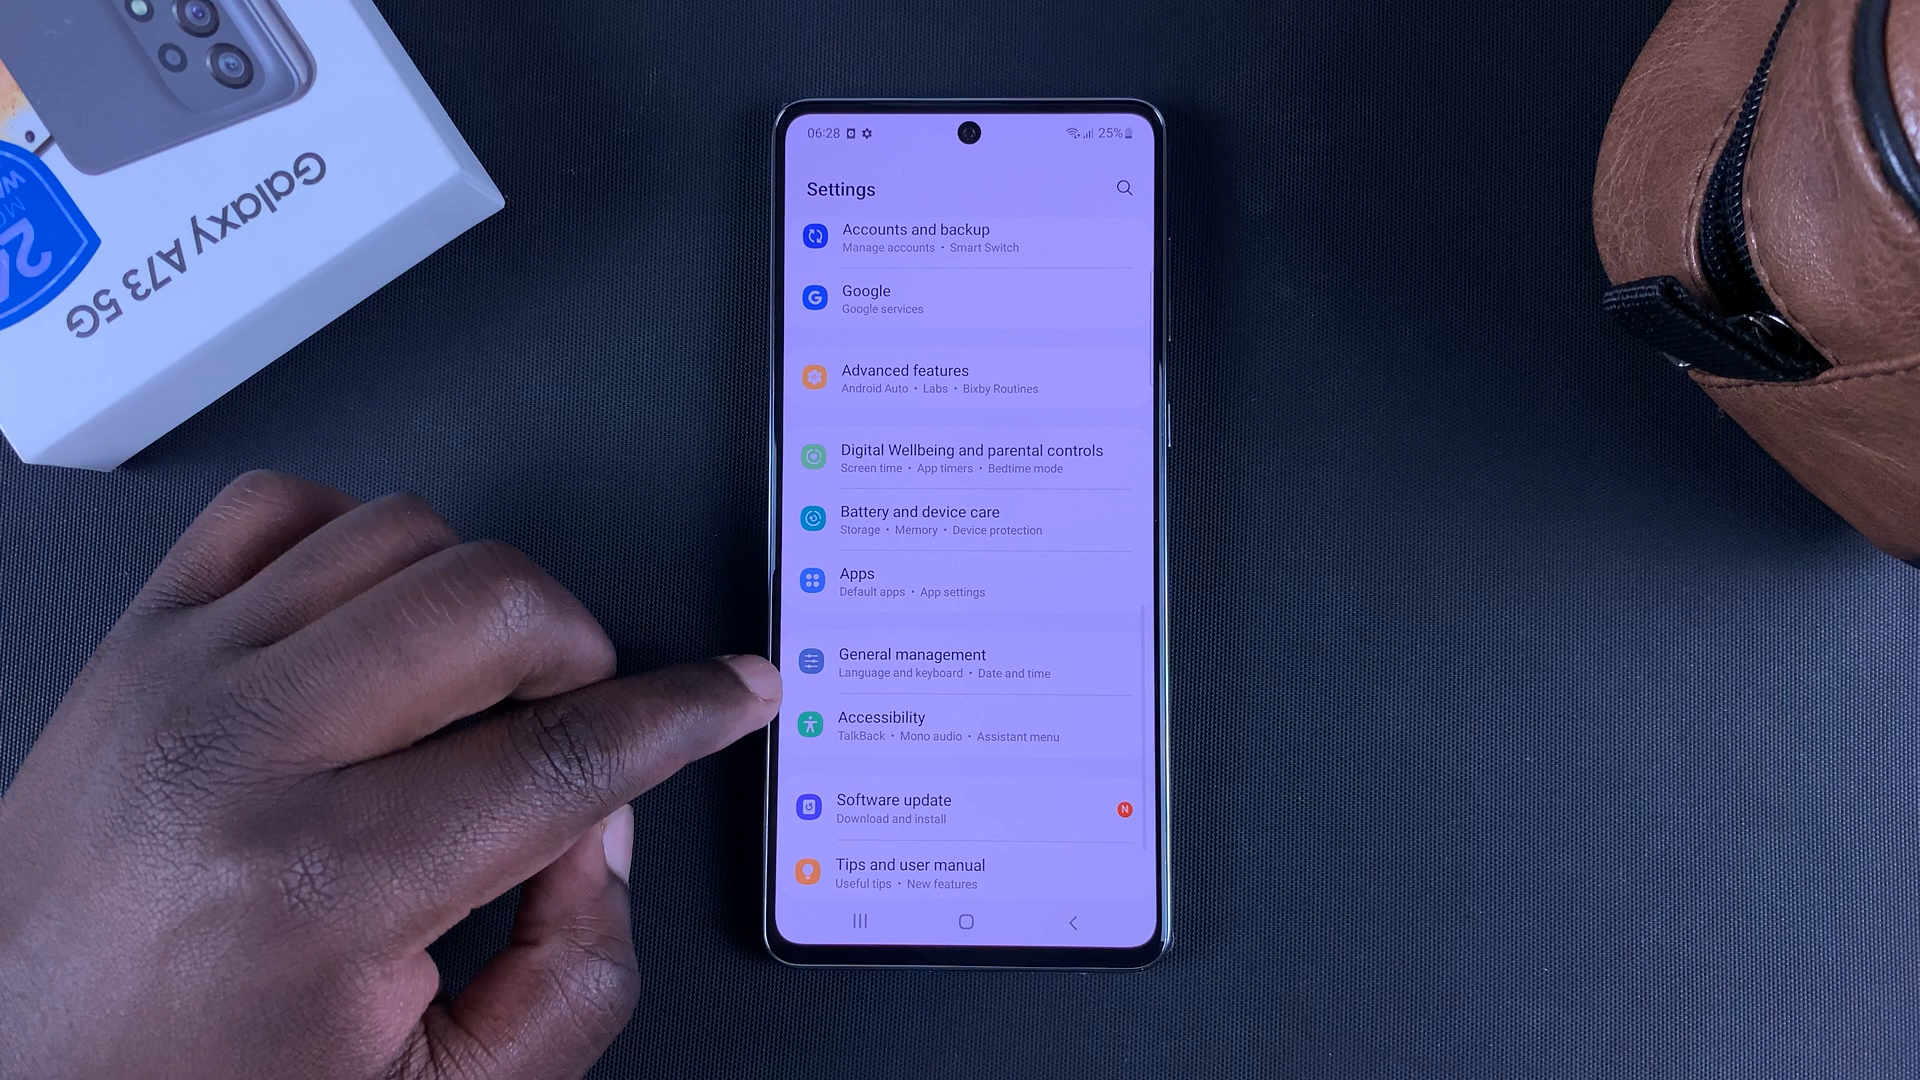 Galaxy A73 5G
06:28
25%
Settings
Accounts and backup
Manage accounts • Smart Switch
G
Google
Google services
Advanced features
Android Auto • Labs • Bixby Routines
Digital Wellbeing and parental controls
Screen time • App timers • Bedtime mode
Battery and device care
Storage • Memory • Device protection
Apps
Default apps • App settings
General management
Language and keyboard • Date and time
Accessibility
TalkBack • Mono audio • Assistant menu
Software update
N
Download and install
Tips and user manual
Useful tips • New features